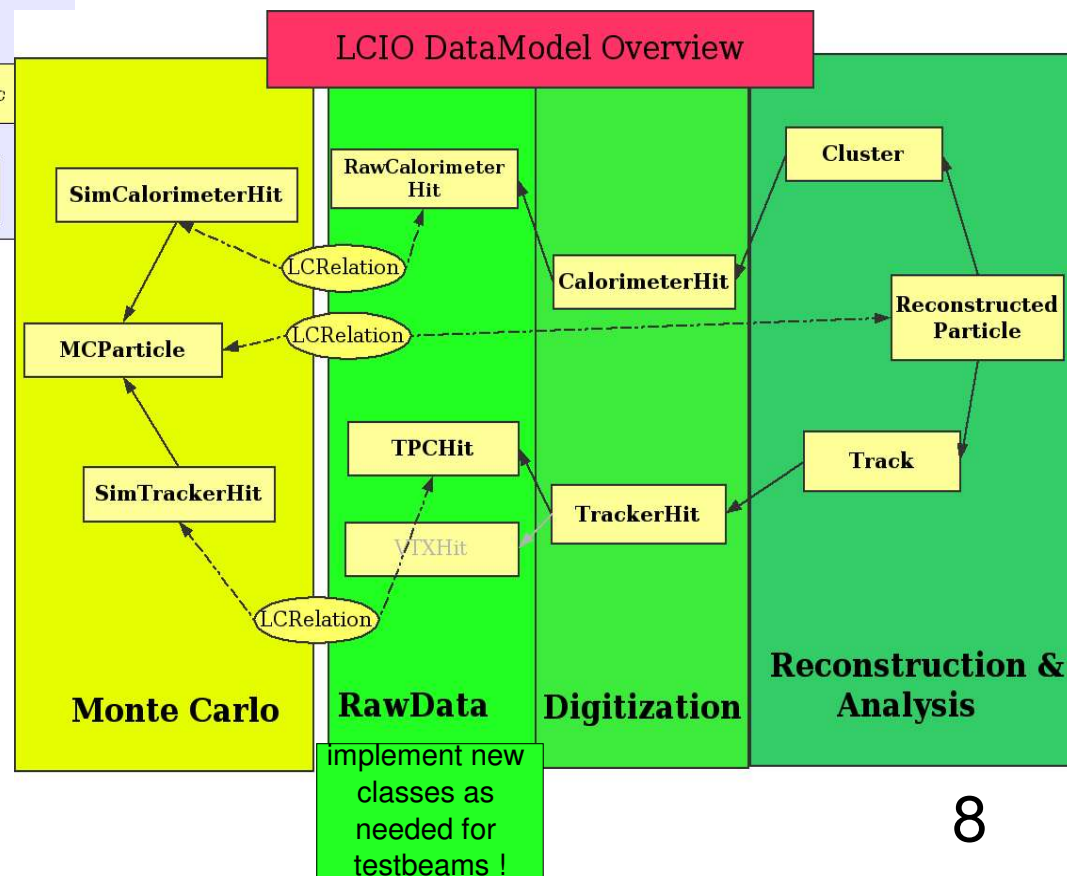 LCIO DataModel Overview
c
SimCalorimeterHit
MCParticle
SimTrackerHit
Monte Carlo
LCRelation
LCRelation
LCRelation
RawCalorimeter
Hit
TPCHit
VTXHit
RawData
implement new
classes as
needed for
testbeams !
CalorimeterHit
TrackerHit
Digitization
Cluster
Reconstructed
Particle
Track
Reconstruction &
Analysis
8